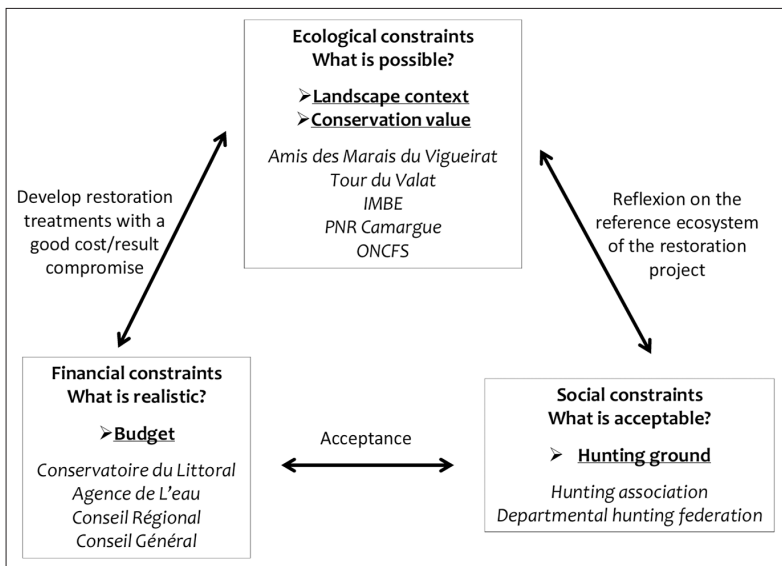 Ecological constraints
What is possible?
➢Landscape context
➢Conservation value
Amis des Marais du Vigueirat
Tour du Valat
IMBE
PNR Camargue
ONCFS
Develop restoration
treatments with a
good cost/result
compromise
Reflexion on the
reference ecosystem
of the restoration
project
Financial constraints
What is realistic?
➢Budget
Conservatoire du Littoral
Agence de L'eau
Conseil Régional
Conseil Général
Acceptance
Social constraints
What is acceptable?
➢ Hunting ground
Hunting association
Departmental hunting federation